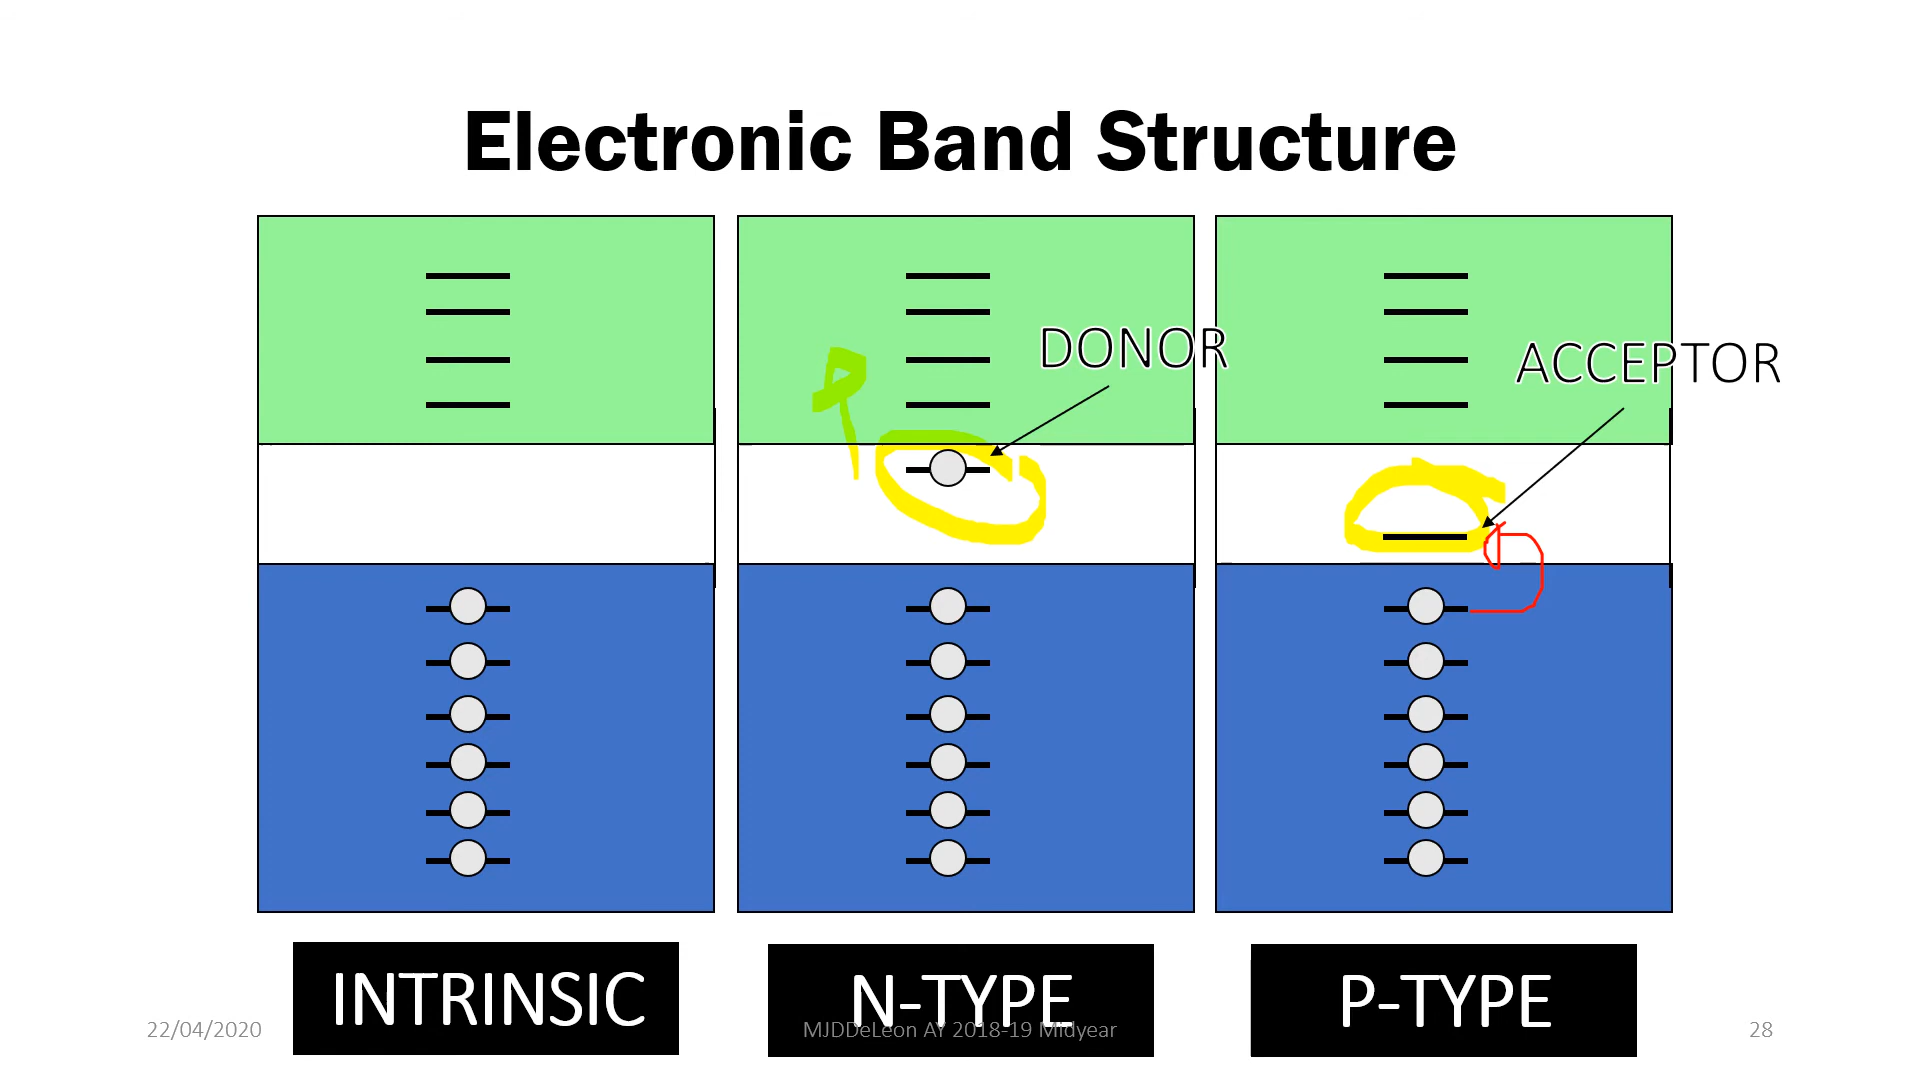 Electronic Band Structure
DONOR
ACCEPTOR
INTRINSIC
N-TYPE
P-TYPE
22/04/2020
MJDDeLeon AY 2018-19 Midyear
28